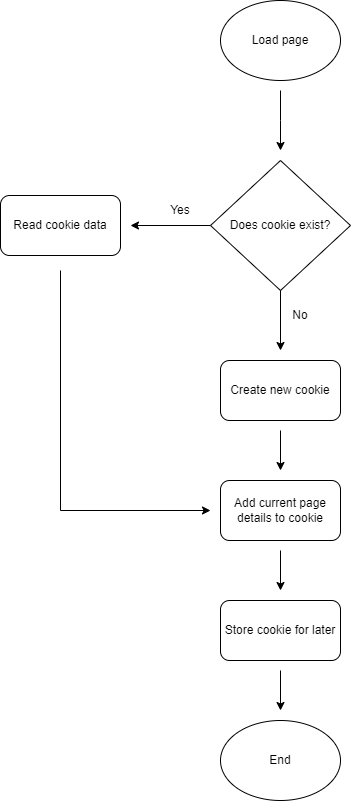 Load page
Does cookie exist?
Yes
Read cookie data
No
Create new cookie
Add current page
details to cookie
Store cookie for later
End